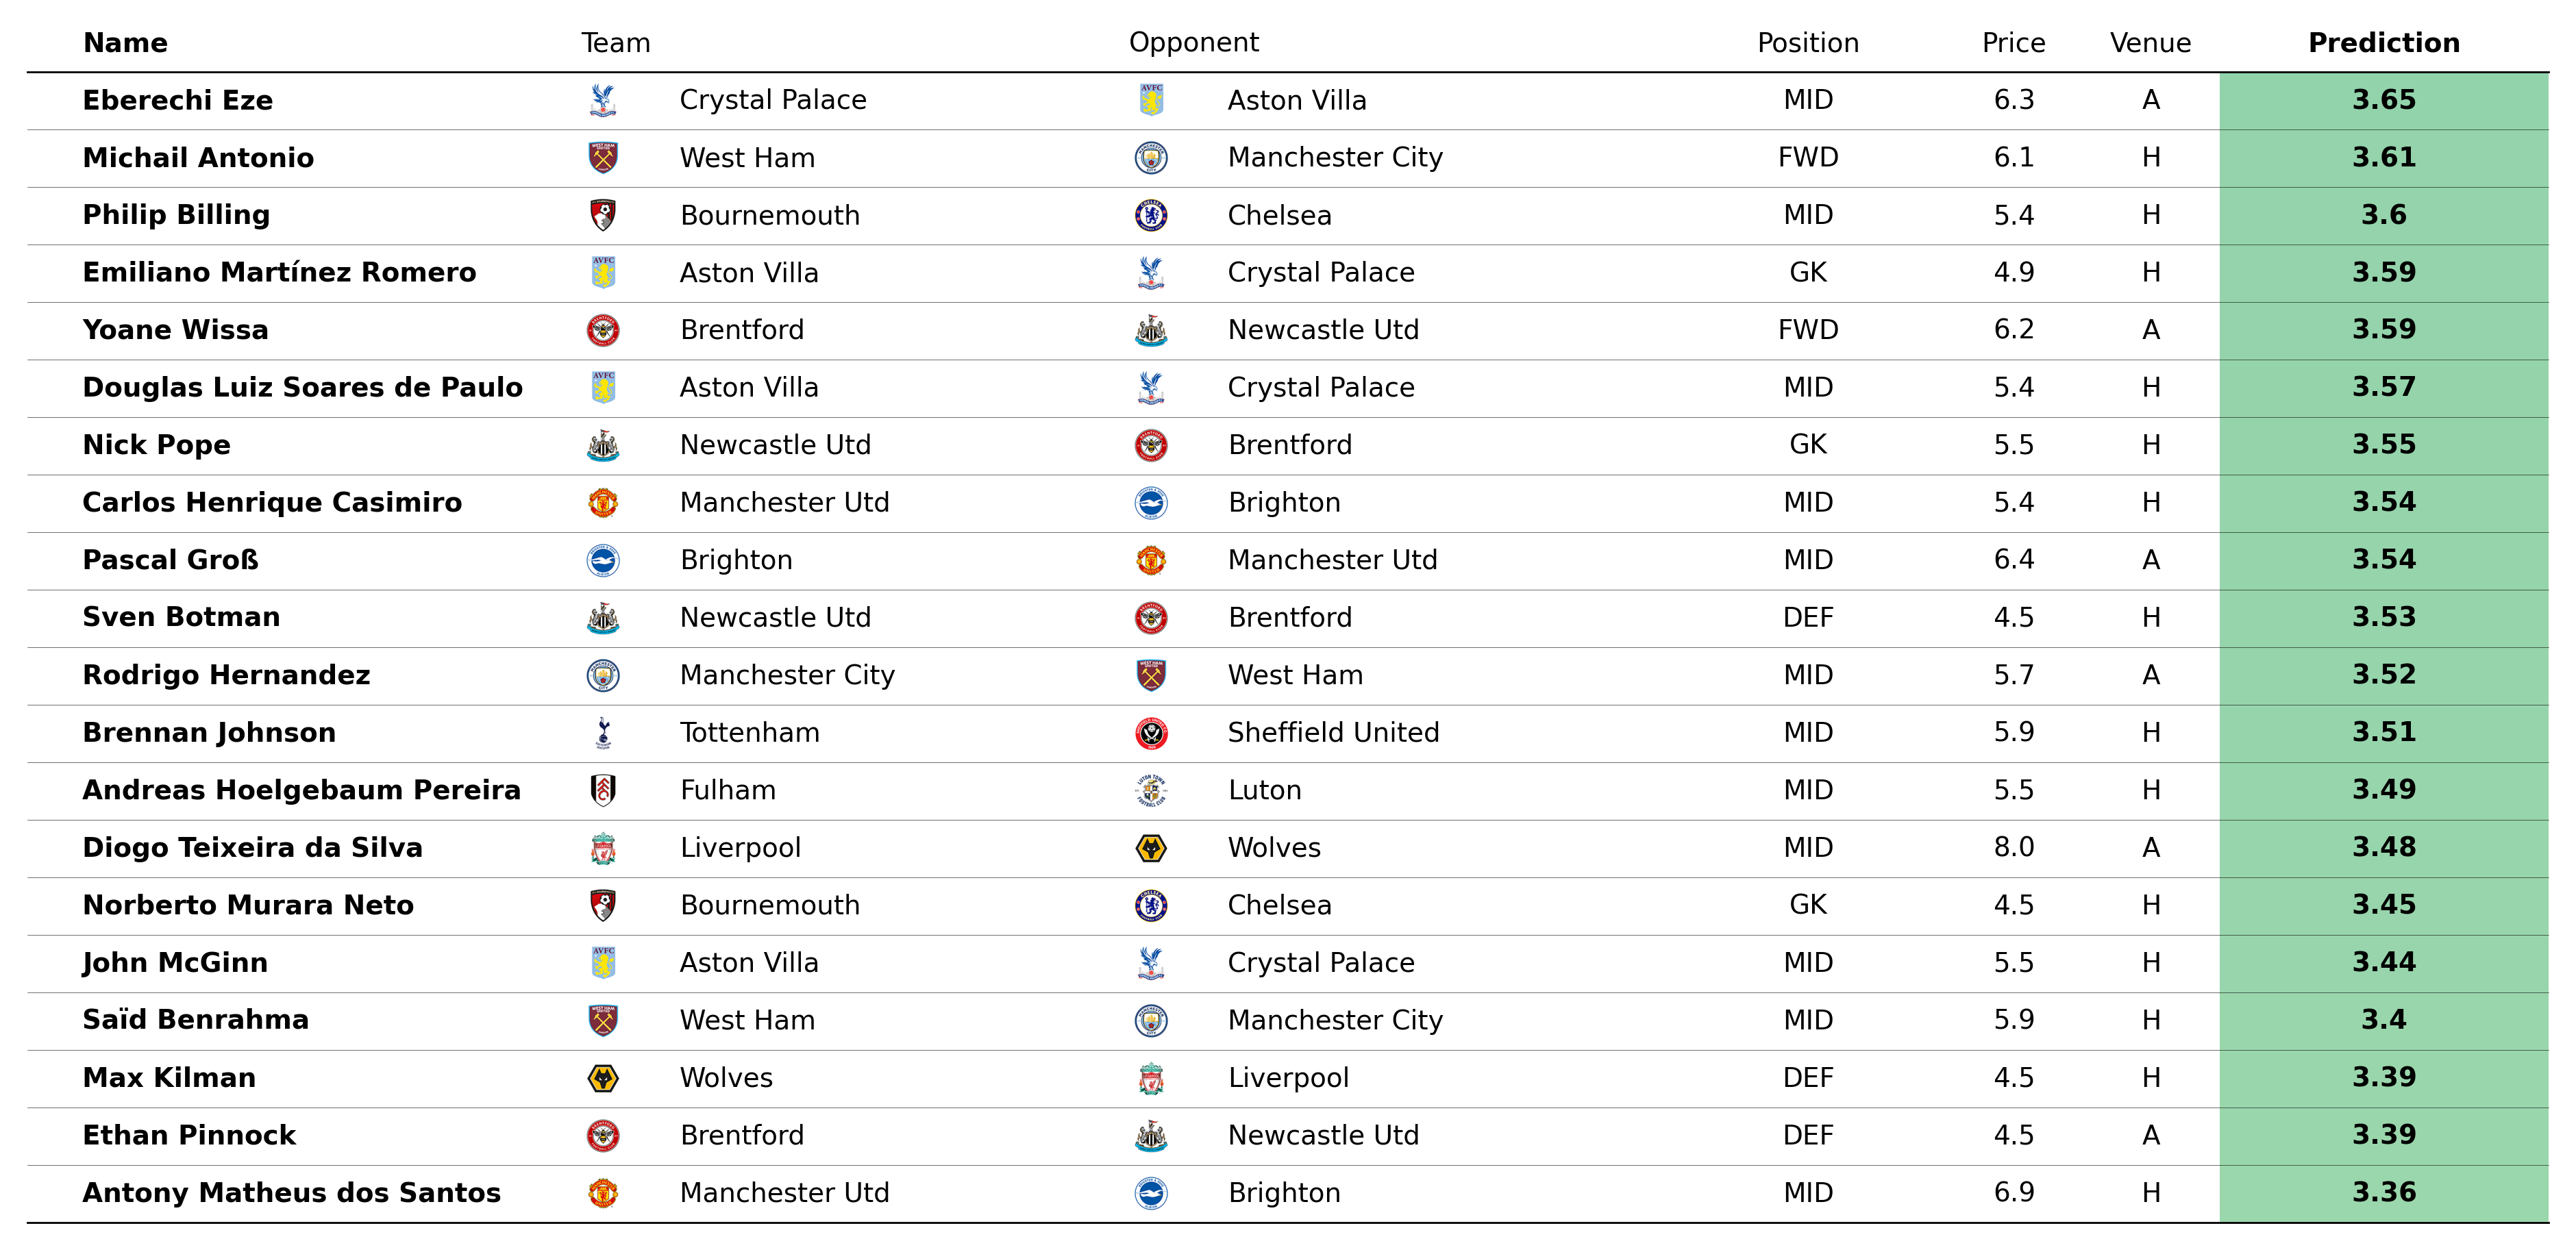 Name Team Opponent Position Price Venue Prediction
Eberechi Eze Crystal Palace Aston Villa MID 6.3 A 3.65
Michail Antonio West Ham Manchester City FWD 6.1 H 3.61
Philip Billing Bournemouth Chelsea MID 5.4 H 3.6
Emiliano Martínez Romero Aston Villa Crystal Palace GK 4.9 H 3.59
Yoane Wissa Brentford Newcastle Utd FWD 6.2 A 3.59
Douglas Luiz Soares de Paulo Aston Villa Crystal Palace MID 5.4 H 3.57
Nick Pope Newcastle Utd Brentford GK 5.5 H 3.55
Carlos Henrique Casimiro Manchester Utd Brighton MID 5.4 H 3.54
Pascal Groß Brighton Manchester Utd MID 6.4 A 3.54
Sven Botman Newcastle Utd Brentford DEF 4.5 H 3.53
Rodrigo Hernandez Manchester City West Ham MID 5.7 A 3.52
Brennan Johnson Tottenham Sheffield United MID 5.9 H 3.51
Andreas Hoelgebaum Pereira Fulham Luton MID 5.5 H 3.49
Diogo Teixeira da Silva Liverpool Wolves MID 8.0 A 3.48
Norberto Murara Neto Bournemouth Chelsea GK 4.5 H 3.45
John McGinn Aston Villa Crystal Palace MID 5.5 H 3.44
Saïd Benrahma West Ham Manchester City MID 5.9 H 3.4
Max Kilman Wolves Liverpool DEF 4.5 H 3.39
Ethan Pinnock Brentford Newcastle Utd DEF 4.5 A 3.39
Antony Matheus dos Santos Manchester Utd Brighton MID 6.9 H 3.36